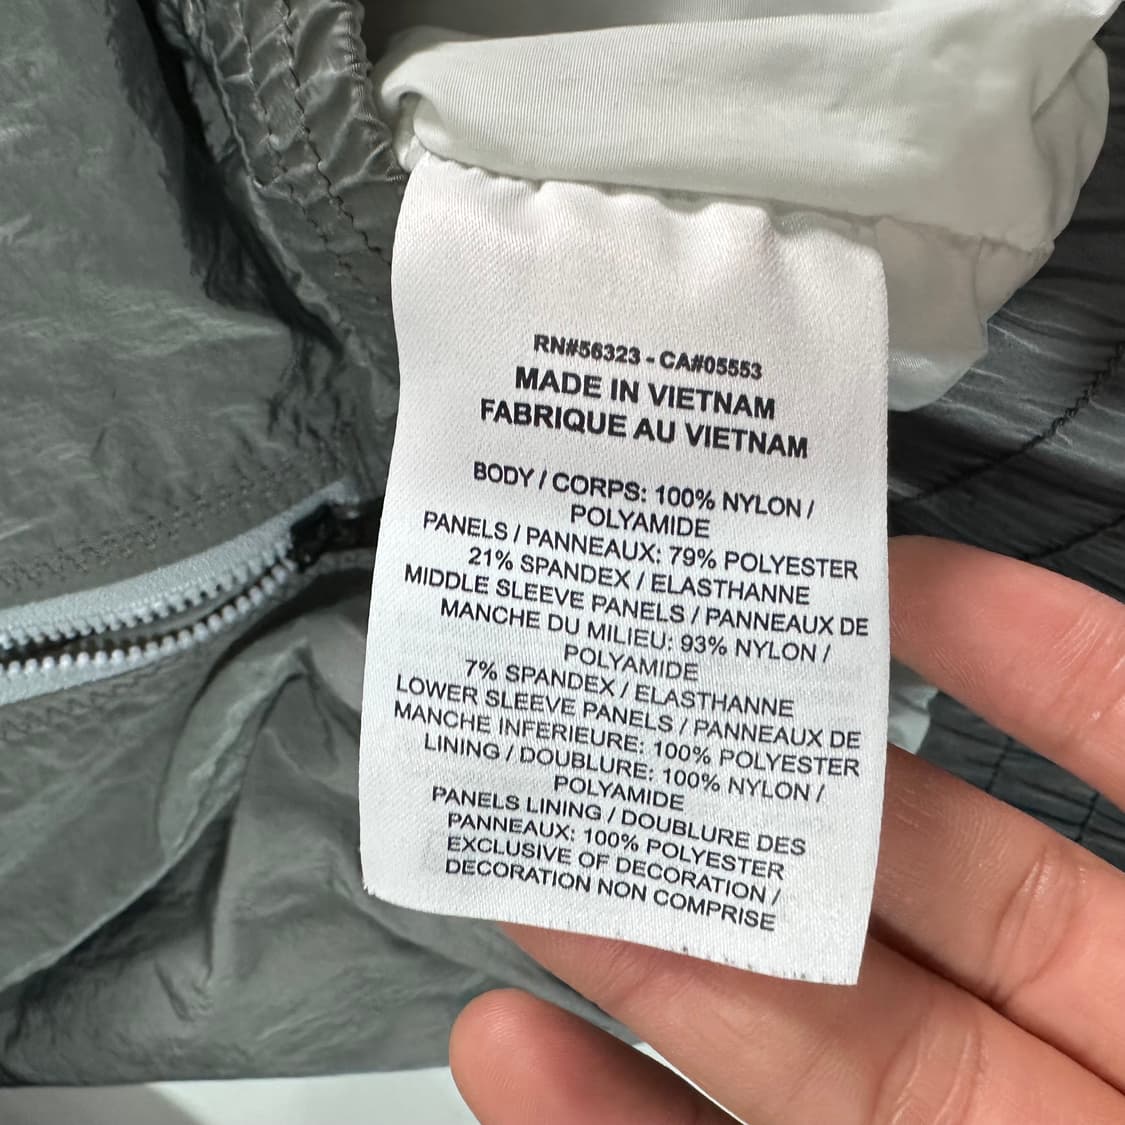 RN#56323 - CA#05553
MADE IN VIETNAM
FABRIQUE AU VIETNAM
BODY / CORPS: 100% NYLON /
POLYAMIDE
PANELS / PANNEAUX: 79% POLYESTER
21% SPANDEX / ELASTHANNE
MIDDLE SLEEVE PANELS / PANNEAUX DE
MANCHE DU MILIEU: 93% NYLON /
POLYAMIDE
7% SPANDEX / ELASTHANNE
LOWER SLEEVE PANELS / PANNEAUX DE
MANCHE INFERIEURE: 100% POLYESTER
LINING / DOUBLURE: 100% NYLON /
POLYAMIDE
PANELS LINING / DOUBLURE DES
PANNEAUX: 100% POLYESTER
EXCLUSIVE OF DECORATION /
DECORATION NON COMPRISE